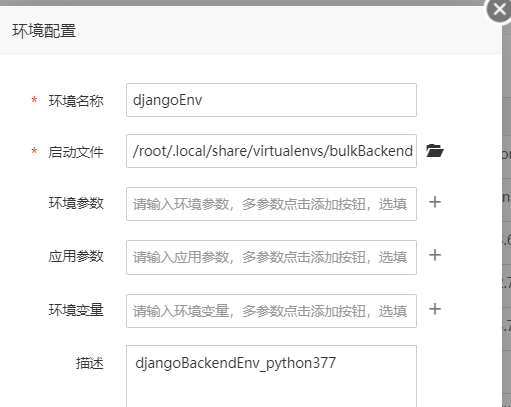 环境配置
* 环境名称 djangoEnv
* 启动文件 /root/.local/share/virtualenvs/bulkBackend
环境参数 请输入环境参数，多参数点击添加按钮，选填 +
应用参数 请输入应用参数，多参数点击添加按钮，选填 +
环境变量 请输入环境变量，多参数点击添加按钮，选填 +
描述 djangoBackendEnv_python377